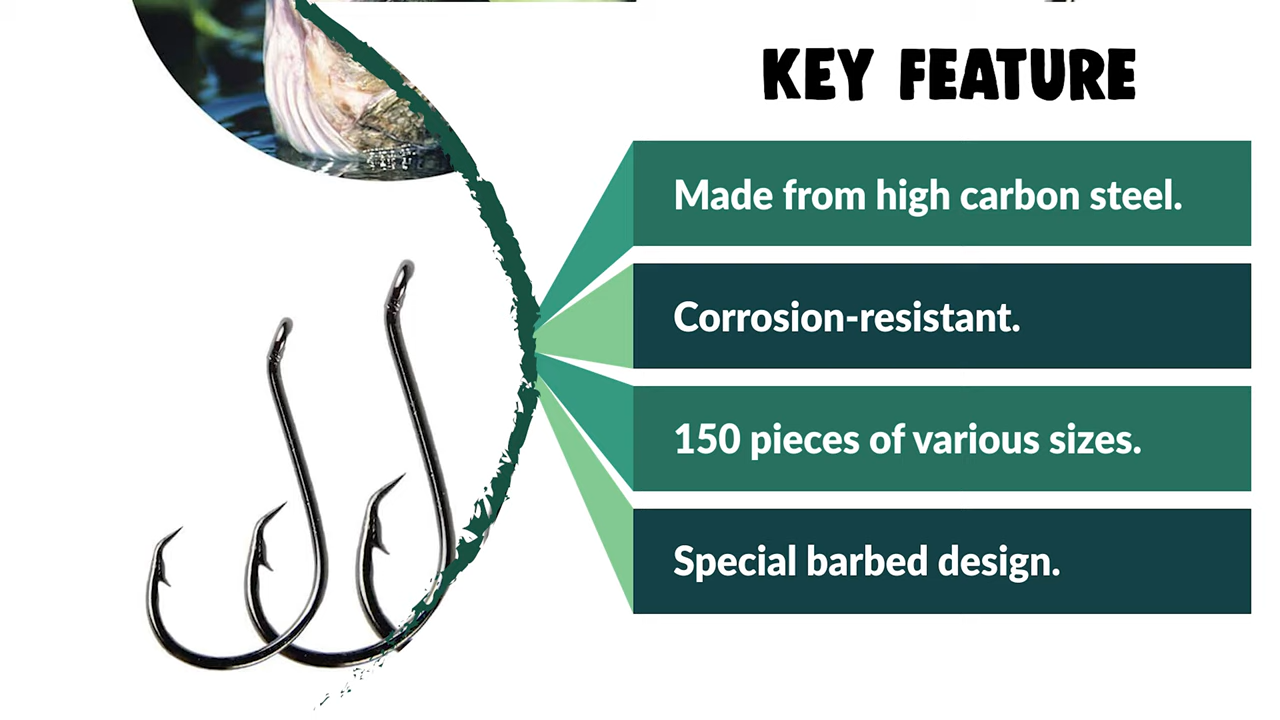 KEY FEATURE
Made from high carbon steel.
Corrosion-resistant.
150 pieces of various sizes.
Special barbed design.